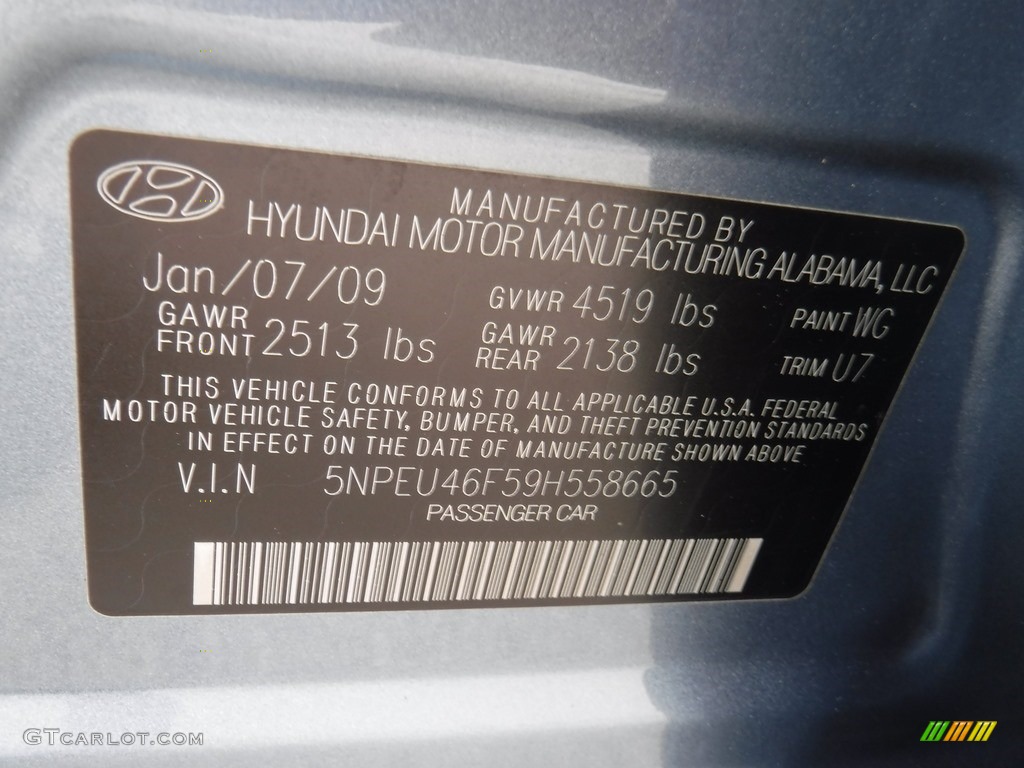 MANUFACTURED BY
HYUNDAI MOTOR MANUFACTURING ALABAMA, LLC
Jan/07/09 GVWR 4519 lbs PAINT WG
GAWR FRONT 2513 lbs GAWR REAR 2138 lbs TRIM U7
THIS VEHICLE CONFORMS TO ALL APPLICABLE U.S.A. FEDERAL
MOTOR VEHICLE SAFETY, BUMPER, AND THEFT PREVENTION STANDARDS
IN EFFECT ON THE DATE OF MANUFACTURE SHOWN ABOVE
V.I.N 5NPEU46F59H558665
PASSENGER CAR
GTCARLOT.COM